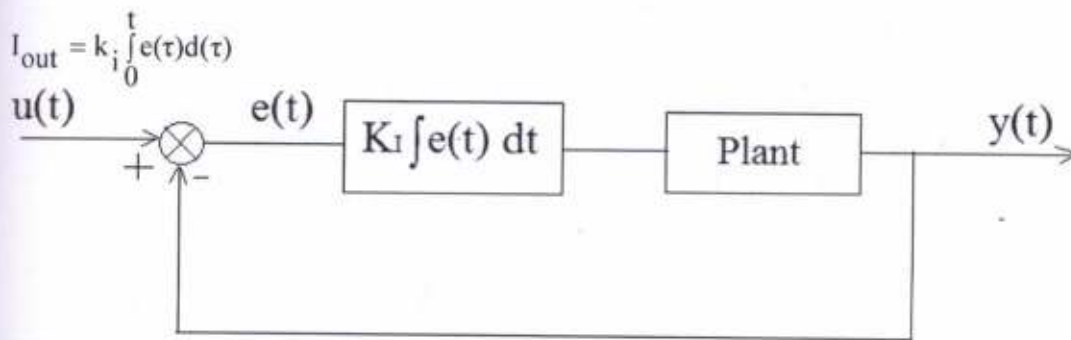 I_out = k_i ∫_0^t e(τ)d(τ)
u(t)
e(t)
K_I ∫e(t) dt
Plant
y(t)
+
-